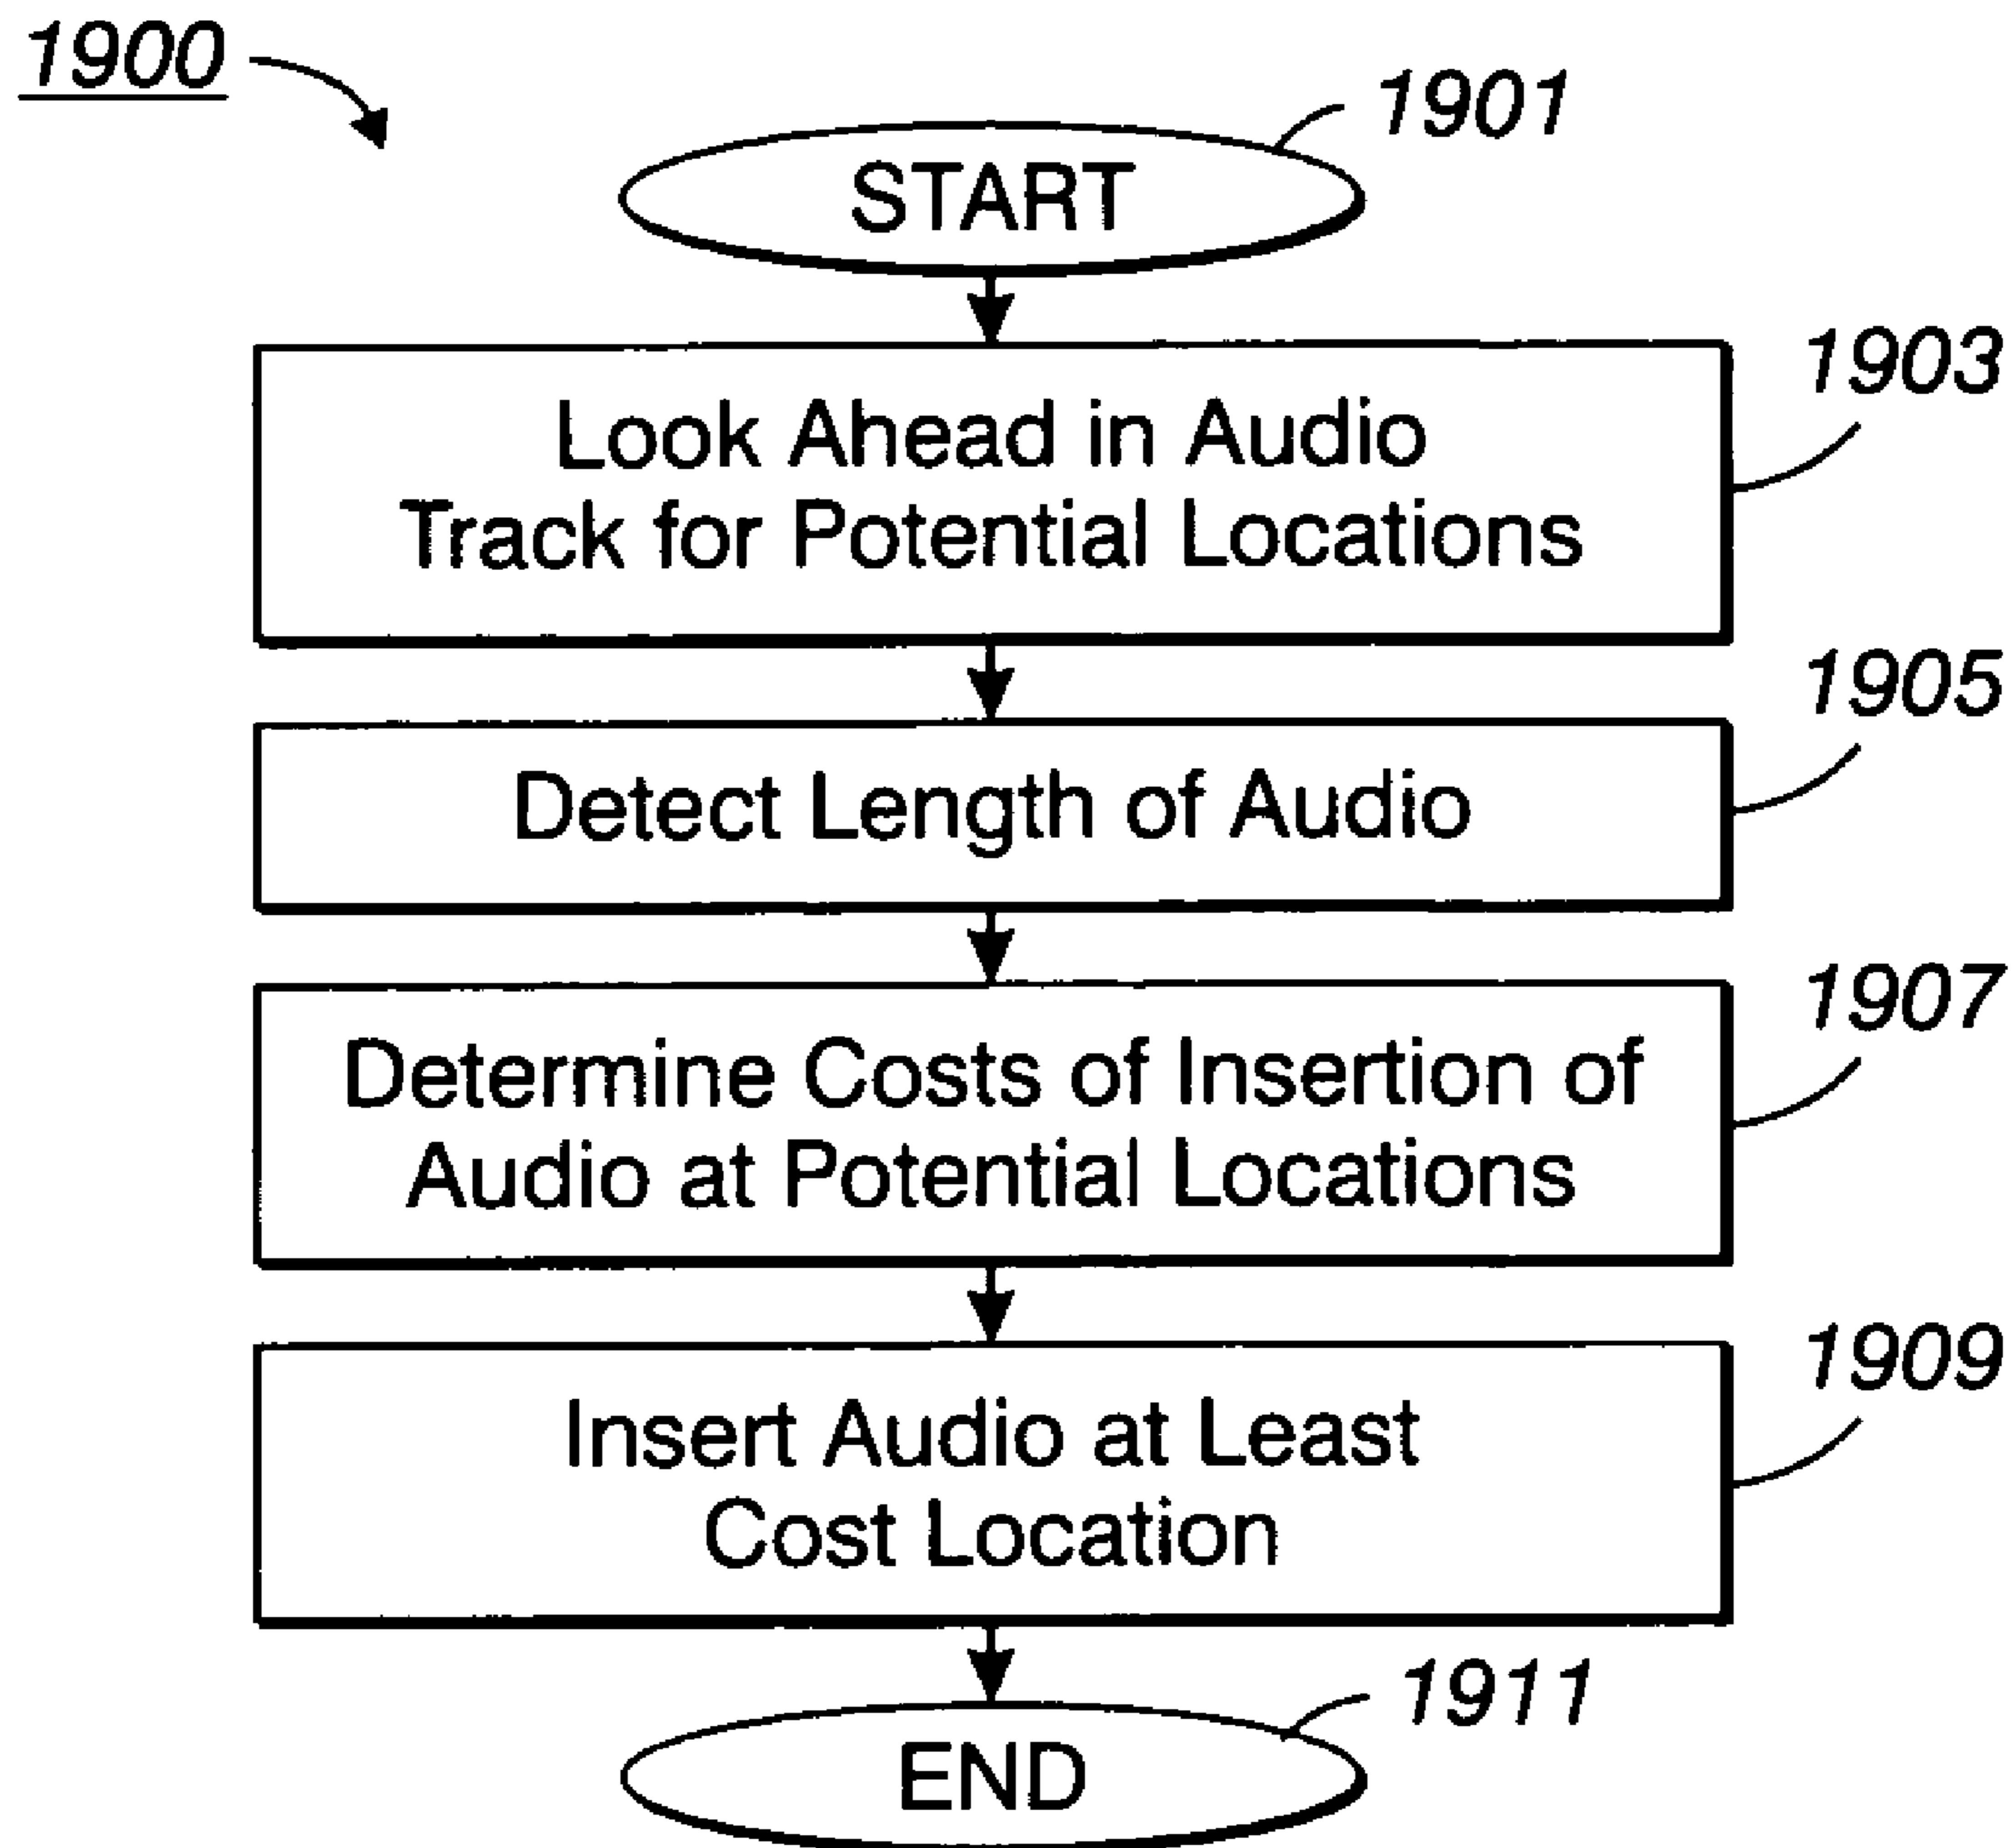 1900
1901
START
1903
Look Ahead in Audio
Track for Potential Locations
1905
Detect Length of Audio
1907
Determine Costs of Insertion of
Audio at Potential Locations
1909
Insert Audio at Least
Cost Location
1911
END